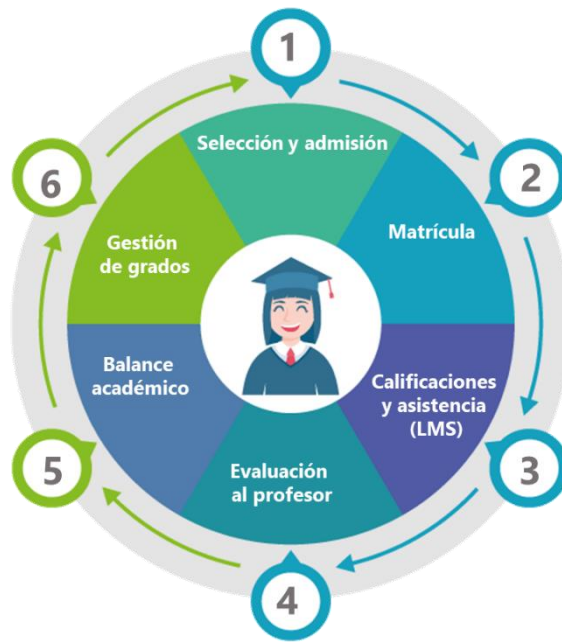 1
Selección y admisión
2
Matrícula
3
Calificaciones
y asistencia
(LMS)
4
Evaluación
al profesor
5
Balance
académico
6
Gestión
de grados